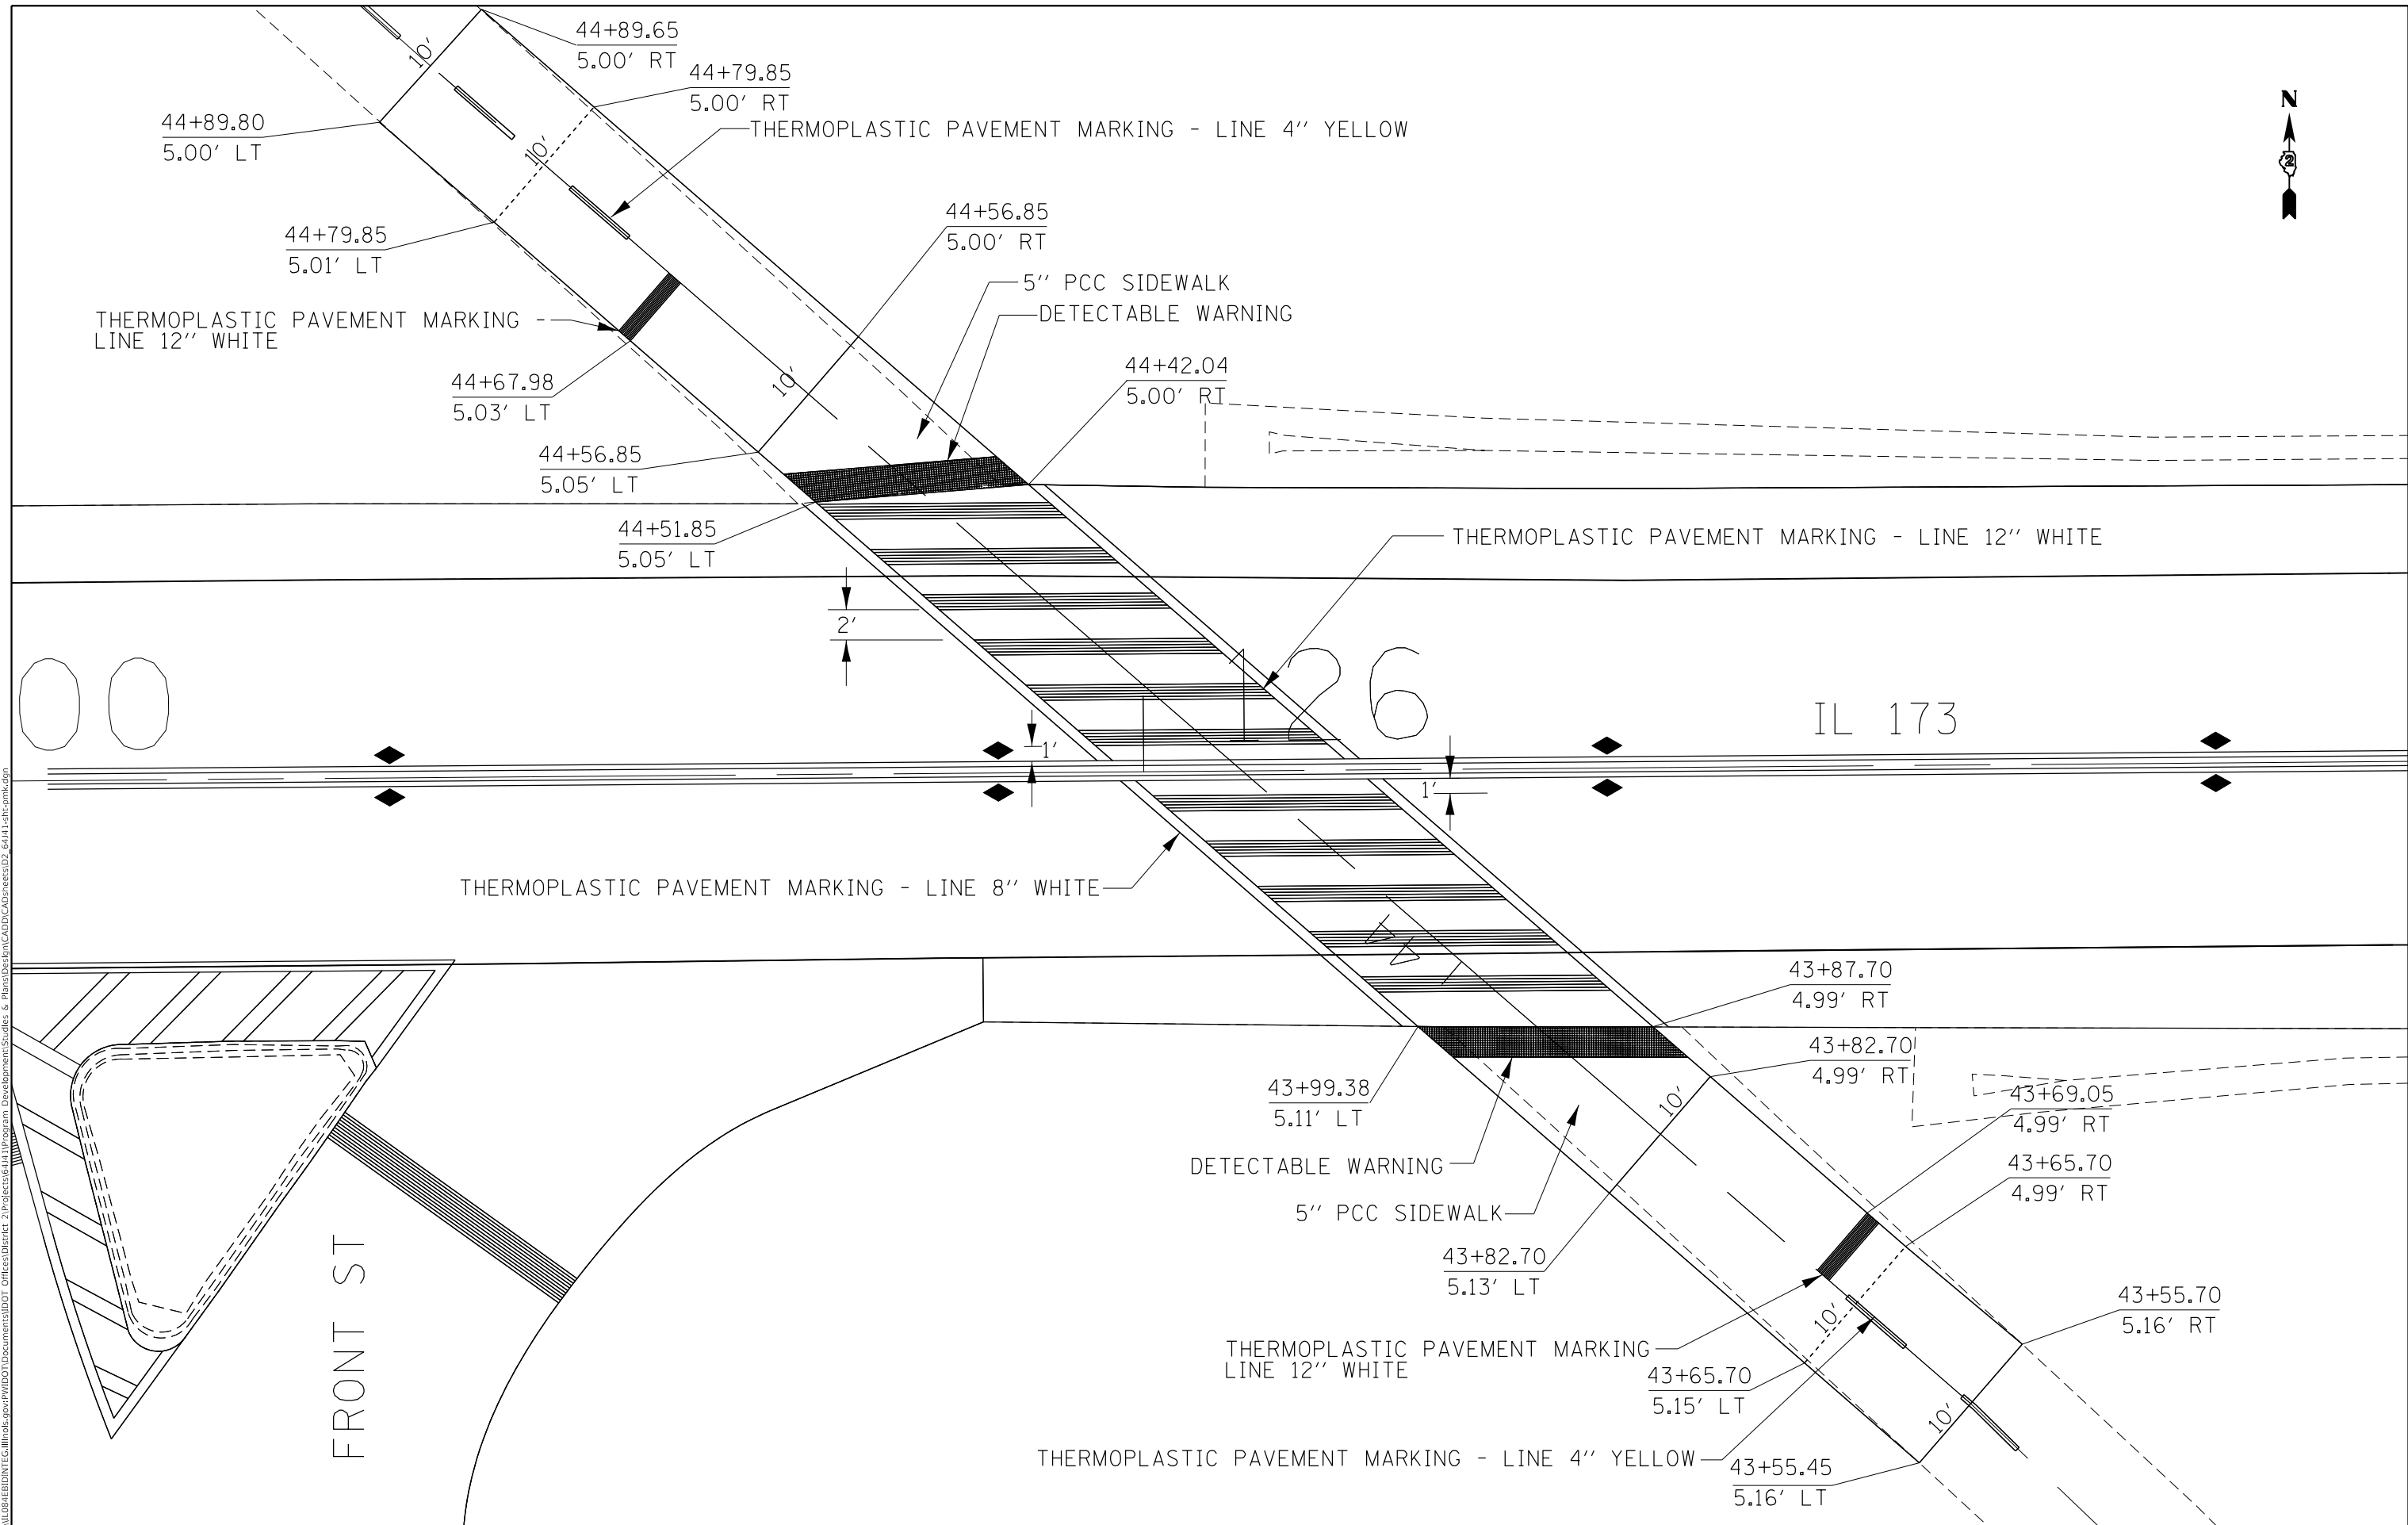 44+89.65
5.00' RT
44+79.85
5.00' RT
N
2
10'
44+89.80
5.00' LT
THERMOPLASTIC PAVEMENT MARKING - LINE 4'' YELLOW
10'
44+56.85
5.00' RT
44+79.85
5.01' LT
5'' PCC SIDEWALK
DETECTABLE WARNING
THERMOPLASTIC PAVEMENT MARKING -
LINE 12'' WHITE
44+42.04
5.00' RT
10'
44+67.98
5.03' LT
44+56.85
5.05' LT
44+51.85
5.05' LT
THERMOPLASTIC PAVEMENT MARKING - LINE 12'' WHITE
2'
00
126
IL 173
1'
1'
THERMOPLASTIC PAVEMENT MARKING - LINE 8'' WHITE
44
43+87.70
4.99' RT
43+82.70
4.99' RT
43+99.38
5.11' LT
10'
43+69.05
4.99' RT
DETECTABLE WARNING
43+65.70
4.99' RT
5'' PCC SIDEWALK
FRONT ST
43+82.70
5.13' LT
43+55.70
5.16' RT
10'
THERMOPLASTIC PAVEMENT MARKING
LINE 12'' WHITE
43+65.70
5.15' LT
10'
THERMOPLASTIC PAVEMENT MARKING - LINE 4'' YELLOW
43+55.45
5.16' LT